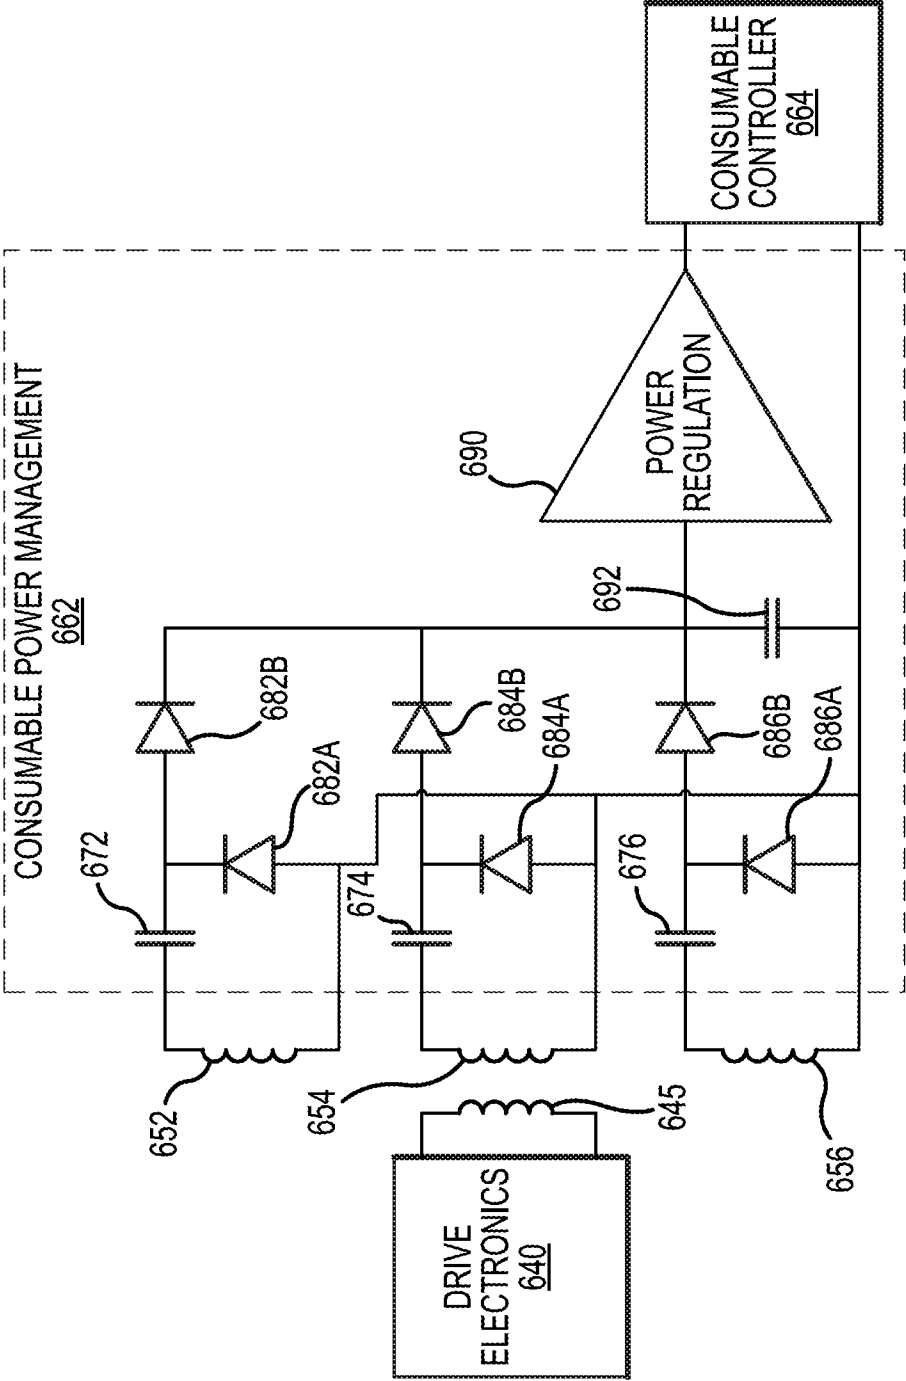 CONSUMABLE POWER MANAGEMENT
662
672
682A
682B
652
674
684A
684B
654
676
686A
686B
656
692
690
POWER
REGULATION
CONSUMABLE
CONTROLLER
664
645
DRIVE
ELECTRONICS
640